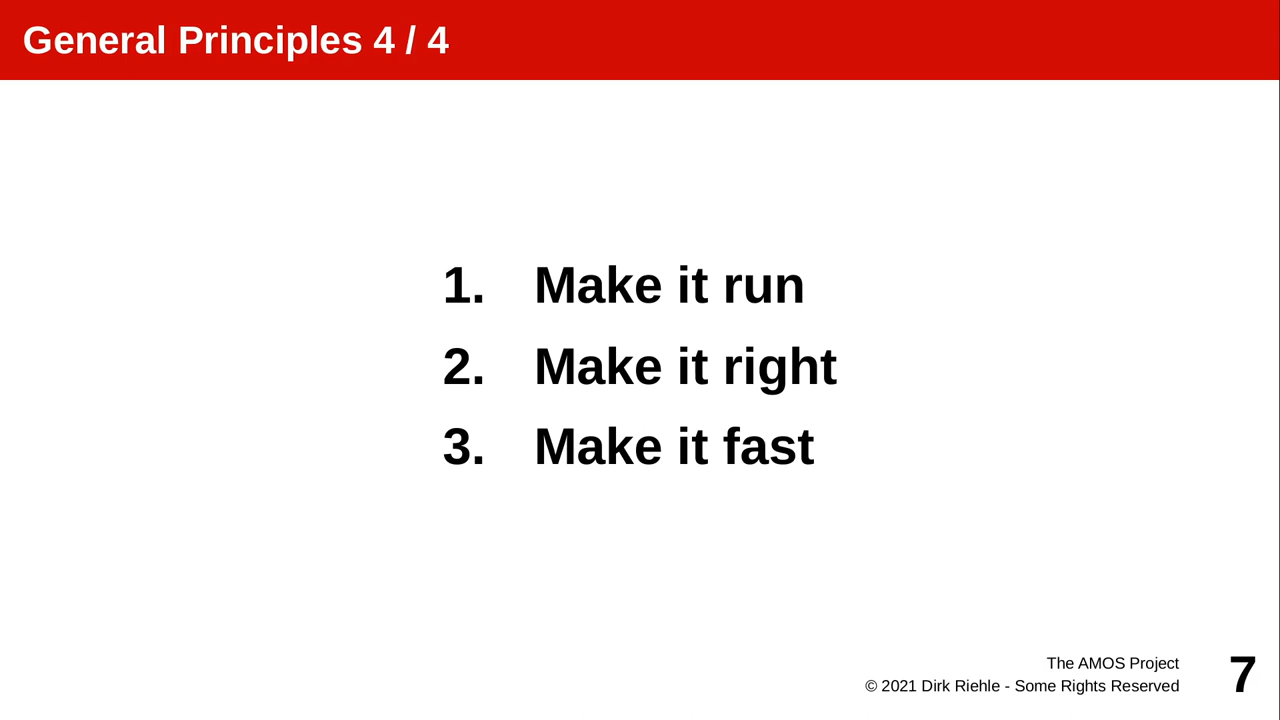 General Principles 4 / 4
1. Make it run
2. Make it right
3. Make it fast
The AMOS Project
© 2021 Dirk Riehle - Some Rights Reserved
7